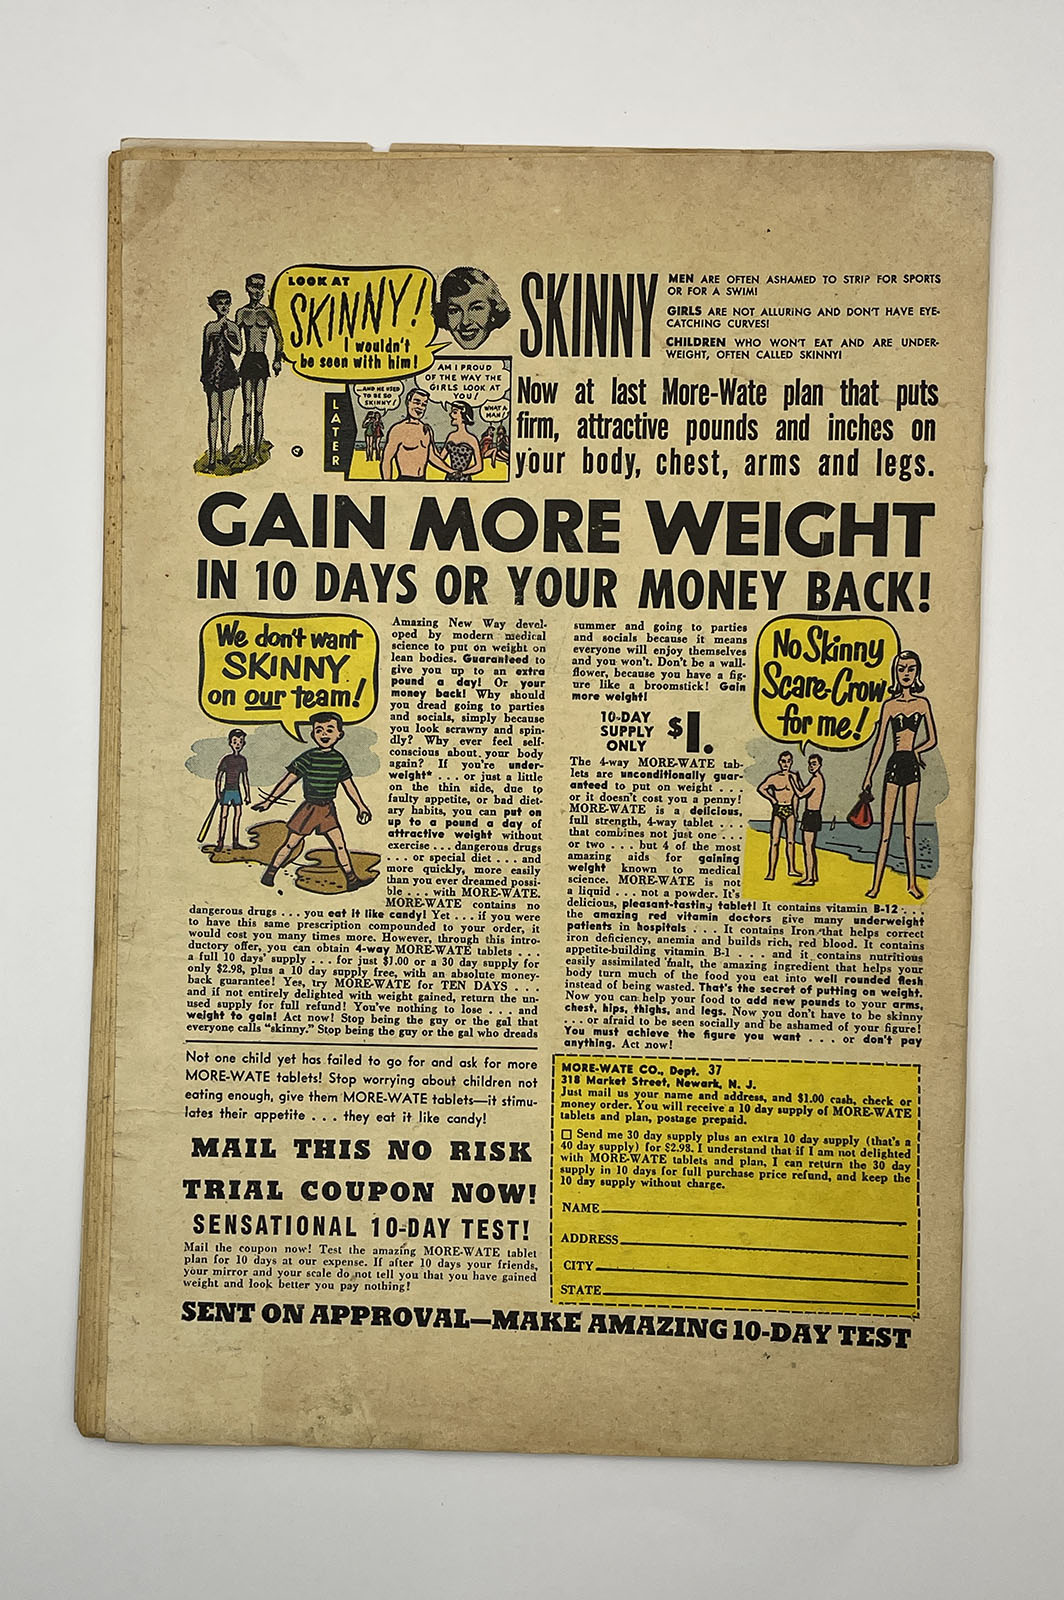 LOOK AT
SKINNY!
I wouldn't
be seen with him!
LATER
...AND HE USED
TO BE SO
SKINNY!
AM I PROUD
OF THE WAY THE
GIRLS LOOK AT
YOU!
WHAT A
MAN!
SKINNY
MEN ARE OFTEN ASHAMED TO STRIP FOR SPORTS
OR FOR A SWIM!
GIRLS ARE NOT ALLURING AND DON'T HAVE EYE-
CATCHING CURVES!
CHILDREN WHO WON'T EAT AND ARE UNDER-
WEIGHT, OFTEN CALLED SKINNY!
Now at last More-Wate plan that puts
firm, attractive pounds and inches on
your body, chest, arms and legs.
GAIN MORE WEIGHT
IN 10 DAYS OR YOUR MONEY BACK!
We don't want
SKINNY
on our team!
Amazing New Way devel-
oped by modern medical
science to put on weight on
lean bodies. Guaranteed to
give you up to an extra
pound a day! Or your
money back! Why should
you dread going to parties
and socials, simply because
you look scrawny and spin-
dly? Why ever feel self-
conscious about your body
again? If you're under-
weight* . . . or just a little
on the thin side, due to
faulty appetite, or bad diet-
ary habits, you can put on
up to a pound a day of
attractive weight without
exercise . . . dangerous drugs
. . . or special diet . . . and
more quickly, more easily
than you ever dreamed possi-
ble . . . with MORE-WATE.
MORE-WATE contains no
dangerous drugs . . . you eat it like candy! Yet . . . if you were
to have this same prescription compounded to your order, it
would cost you many times more. However, through this intro-
ductory offer, you can obtain 4-way MORE-WATE tablets . . .
a full 10 days' supply . . . for just $1.00 or a 30 day supply for
only $2.98, plus a 10 day supply free, with an absolute money-
back guarantee! Yes, try MORE-WATE for TEN DAYS . . .
and if not entirely delighted with weight gained, return the un-
used supply for full refund! You've nothing to lose . . . and
weight to gain! Act now! Stop being the guy or the gal that
everyone calls "skinny." Stop being the guy or the gal who dreads
summer and going to parties
and socials because it means
everyone will enjoy themselves
and you won't. Don't be a wall-
flower, because you have a fig-
ure like a broomstick! Gain
more weight!
10-DAY
SUPPLY
ONLY
$1.
No Skinny
Scare-Crow
for me!
The 4-way MORE-WATE tab-
lets are unconditionally guar-
anteed to put on weight . . .
or it doesn't cost you a penny!
MORE-WATE is a delicious,
full strength, 4-way tablet . . .
that combines not just one . . .
or two . . . but 4 of the most
amazing aids for gaining
weight known to medical
science. MORE-WATE is not
a liquid . . . not a powder. It's
delicious, pleasant-tasting tablet! It contains vitamin B-12 . . .
the amazing red vitamin doctors give many underweight
patients in hospitals . . . It contains Iron that helps correct
iron deficiency, anemia and builds rich, red blood. It contains
appetite-building vitamin B-1 . . . and it contains nutritious
easily assimilated Fnalt, the amazing ingredient that helps your
body turn much of the food you eat into well rounded flesh
instead of being wasted. That's the secret of putting on weight.
Now you can help your food to add new pounds to your arms,
chest, hips, thighs, and legs. Now you don't have to be skinny
. . . or afraid to be seen socially and be ashamed of your figure!
You must achieve the figure you want . . . or don't pay
anything. Act now!
Not one child yet has failed to go for and ask for more
MORE-WATE tablets! Stop worrying about children not
eating enough, give them MORE-WATE tablets—it stimu-
lates their appetite . . . they eat it like candy!
MAIL THIS NO RISK
TRIAL COUPON NOW!
SENSATIONAL 10-DAY TEST!
Mail the coupon now! Test the amazing MORE-WATE tablet
plan for 10 days at our expense. If after 10 days your friends,
your mirror and your scale do not tell you that you have gained
weight and look better you pay nothing!
MORE-WATE CO., Dept. 37
318 Market Street, Newark, N. J.
Just mail us your name and address, and $1.00 cash, check or
money order. You will receive a 10 day supply of MORE-WATE
tablets and plan, postage prepaid.
Send me 30 day supply plus an extra 10 day supply (that's a
40 day supply) for $2.98. I understand that if I am not delighted
with MORE-WATE tablets and plan, I can return the 30 day
supply in 10 days for full purchase price refund, and keep the
10 day supply without charge.
NAME
ADDRESS
CITY
STATE
SENT ON APPROVAL—MAKE AMAZING 10-DAY TEST